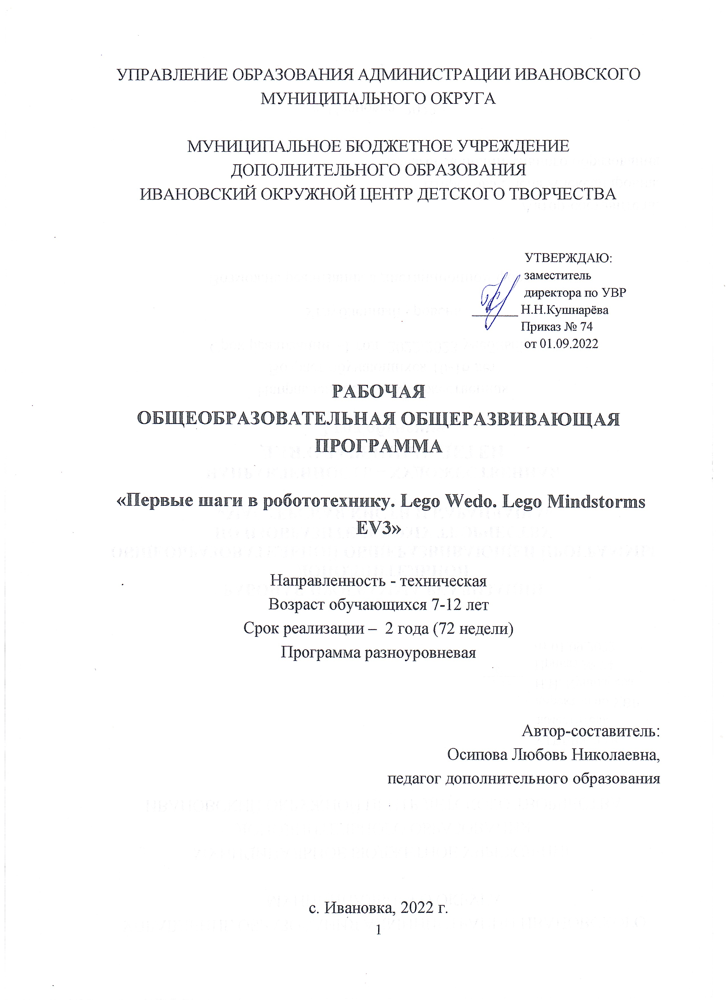 УПРАВЛЕНИЕ ОБРАЗОВАНИЯ АДМИНИСТРАЦИИ ИВАНОВСКОГО
МУНИЦИПАЛЬНОГО ОКРУГА
МУНИЦИПАЛЬНОЕ БЮДЖЕТНОЕ УЧРЕЖДЕНИЕ
ДОПОЛНИТЕЛЬНОГО ОБРАЗОВАНИЯ
ИВАНОВСКИЙ ОКРУЖНОЙ ЦЕНТР ДЕТСКОГО ТВОРЧЕСТВА
УТВЕРЖДАЮ:
заместитель
директора по УВР
Н.Н.Кушнарёва
Приказ № 74
от 01.09.2022
РАБОЧАЯ
ОБЩЕОБРАЗОВАТЕЛЬНАЯ ОБЩЕРАЗВИВАЮЩАЯ
ПРОГРАММА
«Первые шаги в робототехнику. Lego Wedo. Lego Mindstorms
EV3»
Направленность - техническая
Возраст обучающихся 7-12 лет
Срок реализации – 2 года (72 недели)
Программа разноуровневая
Автор-составитель:
Осипова Любовь Николаевна,
педагог дополнительного образования
с. Ивановка, 2022 г.
1